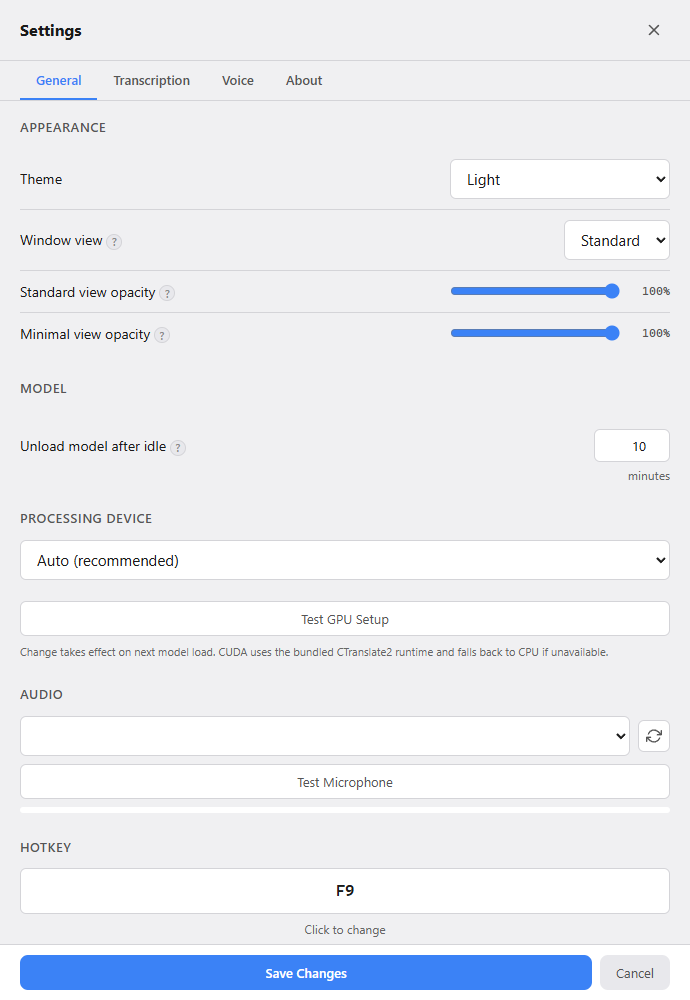 Settings
General Transcription Voice About
APPEARANCE
Theme Light
Window view ? Standard
Standard view opacity ? 100%
Minimal view opacity ? 100%
MODEL
Unload model after idle ? 10
minutes
PROCESSING DEVICE
Auto (recommended)
Test GPU Setup
Change takes effect on next model load. CUDA uses the bundled CTranslate2 runtime and falls back to CPU if unavailable.
AUDIO
Test Microphone
HOTKEY
F9
Click to change
Save Changes Cancel